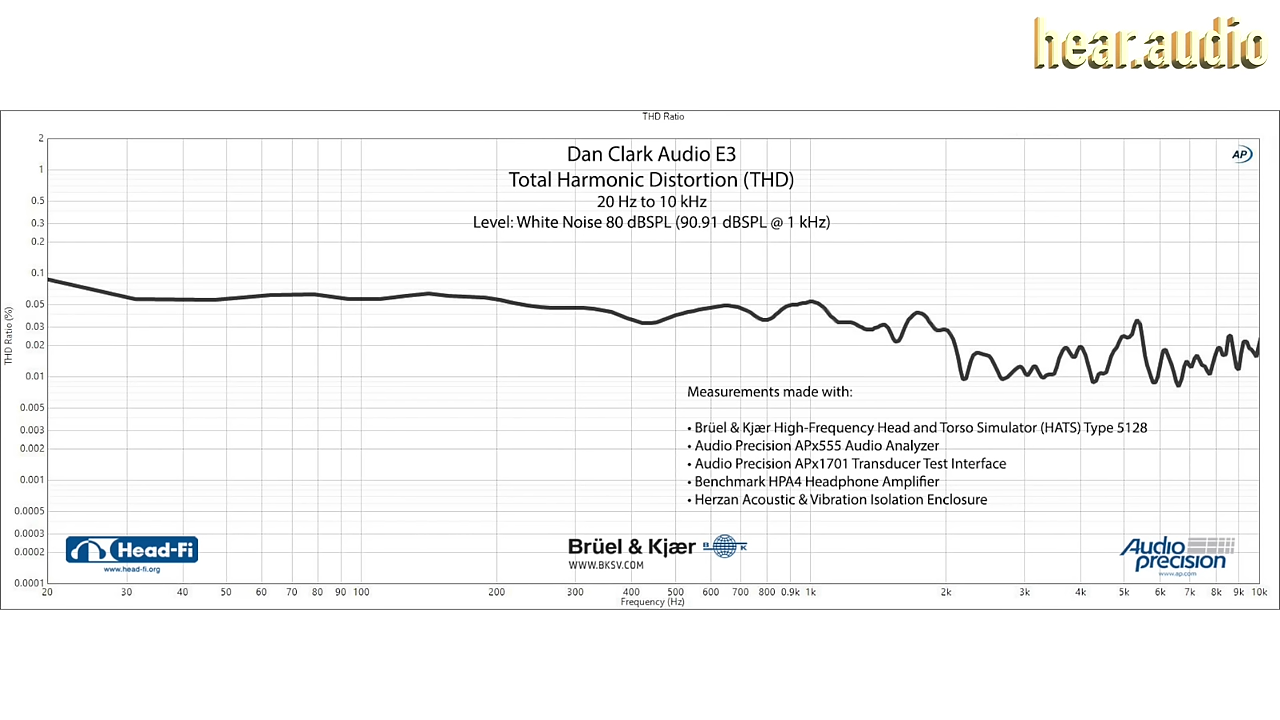 hear.audio
THD Ratio
Dan Clark Audio E3
Total Harmonic Distortion (THD)
20 Hz to 10 kHz
Level: White Noise 80 dBSPL (90.91 dBSPL @ 1 kHz)
AP
THD Ratio (%)
2
1
0.5
0.3
0.2
0.1
0.05
0.03
0.02
0.01
0.005
0.003
0.002
0.001
0.0005
0.0003
0.0002
0.0001
Measurements made with:
• Brüel & Kjær High-Frequency Head and Torso Simulator (HATS) Type 5128
• Audio Precision APx555 Audio Analyzer
• Audio Precision APx1701 Transducer Test Interface
• Benchmark HPA4 Headphone Amplifier
• Herzan Acoustic & Vibration Isolation Enclosure
Head-Fi
www.head-fi.org
Brüel & Kjær B K
WWW.BKSV.COM
Audio
precision
www.ap.com
20 30 40 50 60 70 80 90 100 200 300 400 500 600 700 800 0.9k 1k 2k 3k 4k 5k 6k 7k 8k 9k 10k
Frequency (Hz)